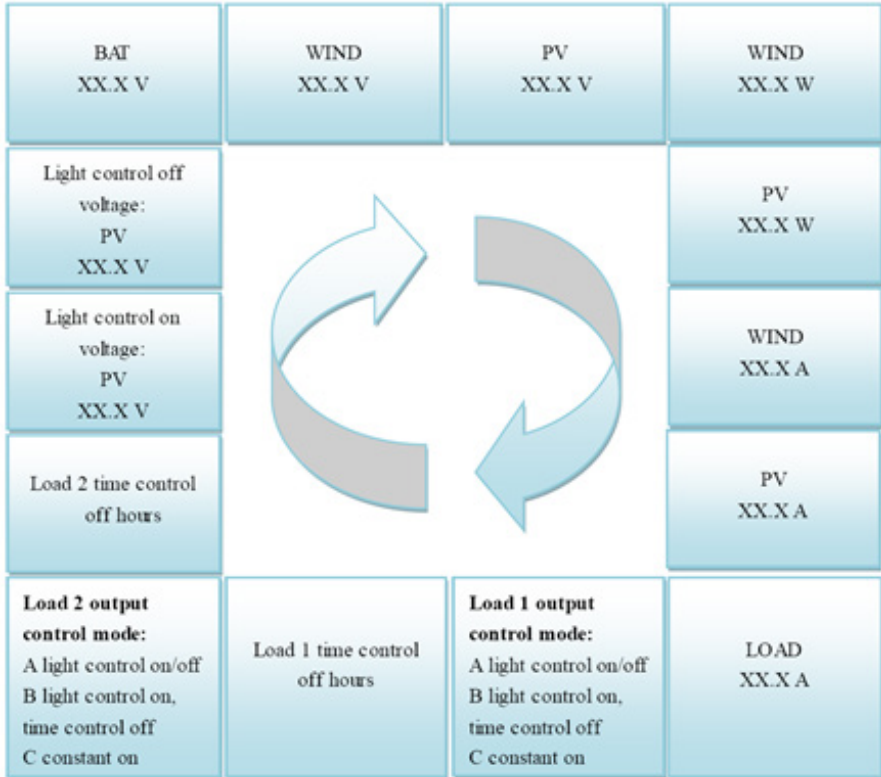 BAT
XX.X V
WIND
XX.X V
PV
XX.X V
WIND
XX.X W
Light control off
voltage:
PV
XX.X V
PV
XX.X W
Light control on
voltage:
PV
XX.X V
WIND
XX.X A
Load 2 time control
off hours
PV
XX.X A
Load 2 output
control mode:
A light control on/off
B light control on,
time control off
C constant on
Load 1 time control
off hours
Load 1 output
control mode:
A light control on/off
B light control on,
time control off
C constant on
LOAD
XX.X A